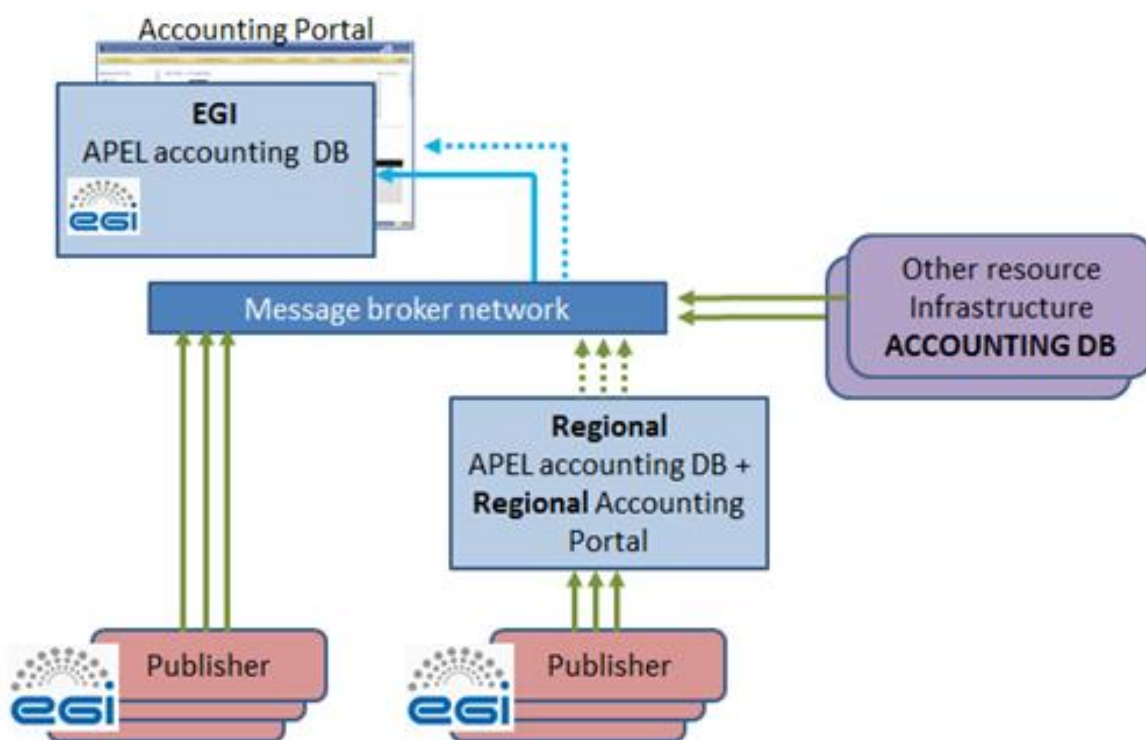 Accounting Portal
EGI
APEL accounting DB
egi
Message broker network
Other resource
Infrastructure
ACCOUNTING DB
Regional
APEL accounting DB +
Regional Accounting
Portal
Publisher
egi
Publisher
egi